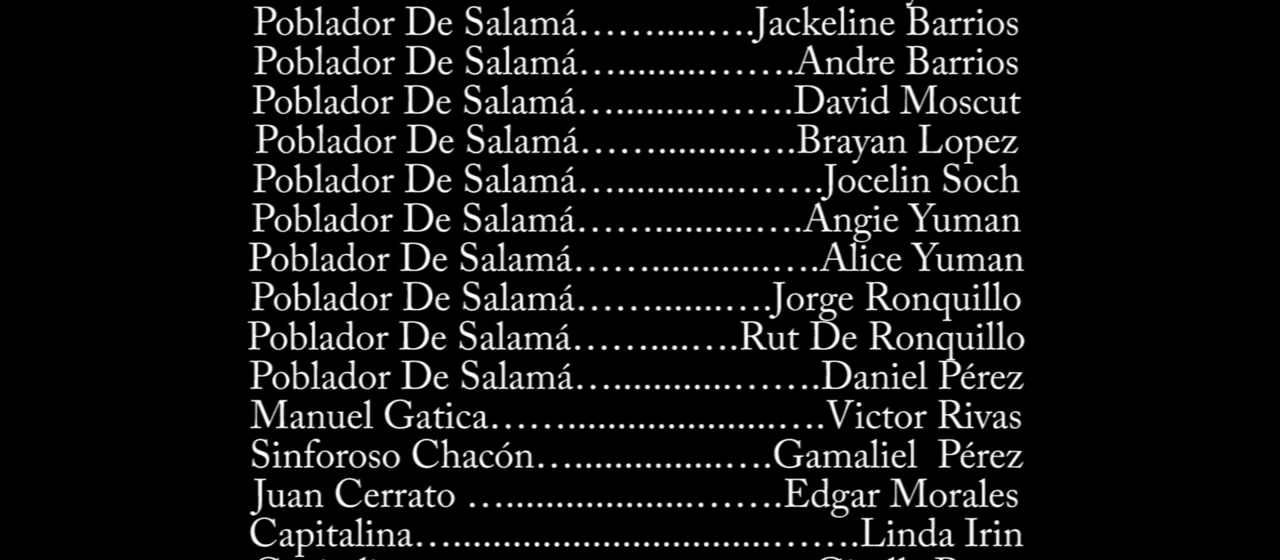 Poblador De Salamá……....….Jackeline Barrios
Poblador De Salamá….........…….Andre Barrios
Poblador De Salamá….........…….David Moscut
Poblador De Salamá…….........….Brayan Lopez
Poblador De Salamá…............…….Jocelin Soch
Poblador De Salamá…….........….Angie Yuman
Poblador De Salamá…….............….Alice Yuman
Poblador De Salamá…….......….Jorge Ronquillo
Poblador De Salamá……....….Rut De Ronquillo
Poblador De Salamá…...........…….Daniel Pérez
Manuel Gatica……....................….Victor Rivas
Sinforoso Chacón…..............….Gamaliel  Pérez
Juan Cerrato …...................…….Edgar Morales
Capitalina…..............................…….Linda Irin